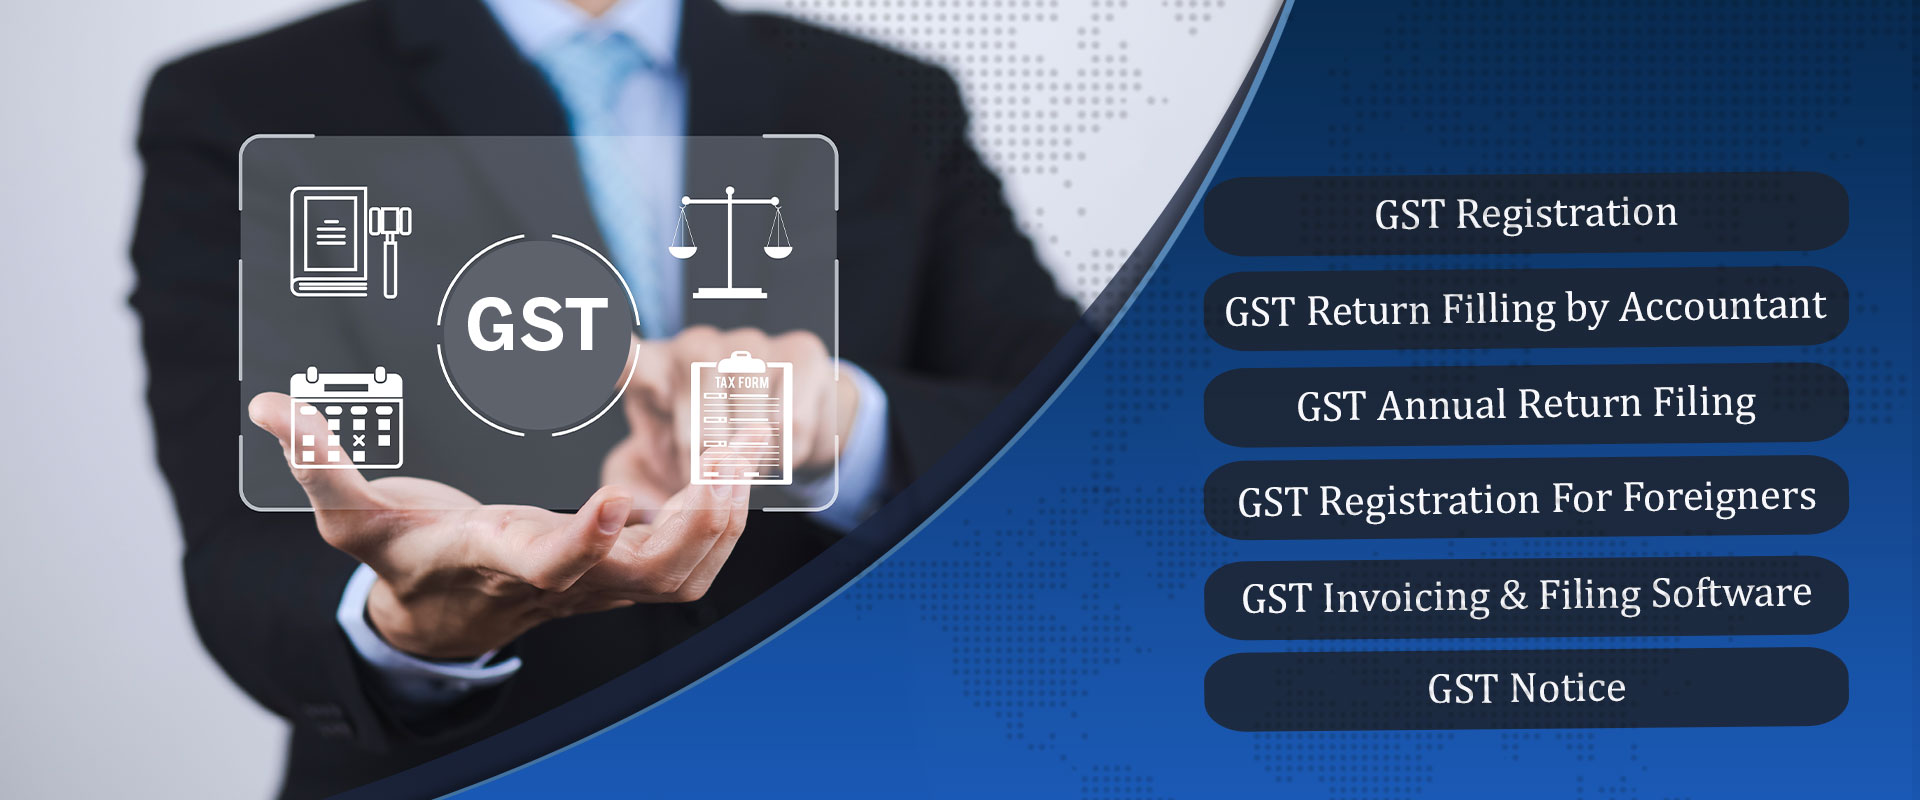 GST
TAX FORM
GST Registration
GST Return Filling by Accountant
GST Annual Return Filing
GST Registration For Foreigners
GST Invoicing & Filing Software
GST Notice